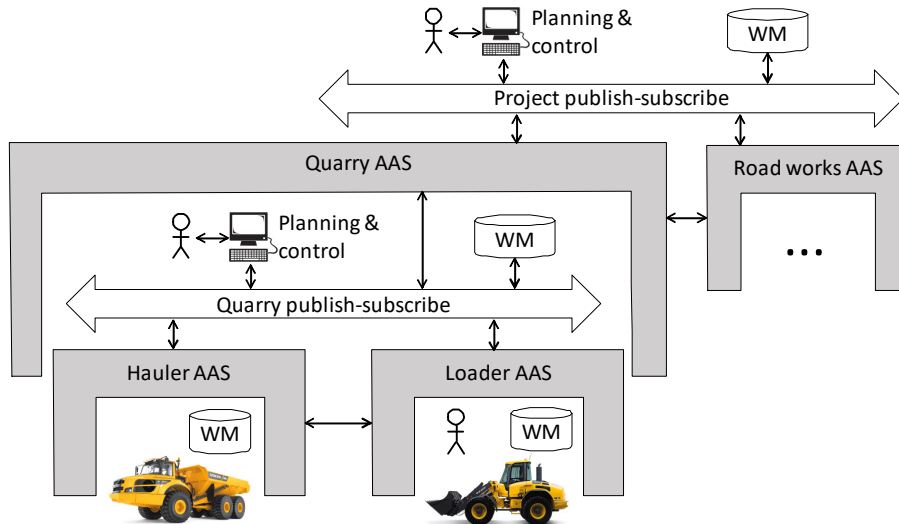 Planning &
control
WM
Project publish-subscribe
Quarry AAS
Road works AAS
Planning &
control
WM
...
Quarry publish-subscribe
Hauler AAS
Loader AAS
WM
WM